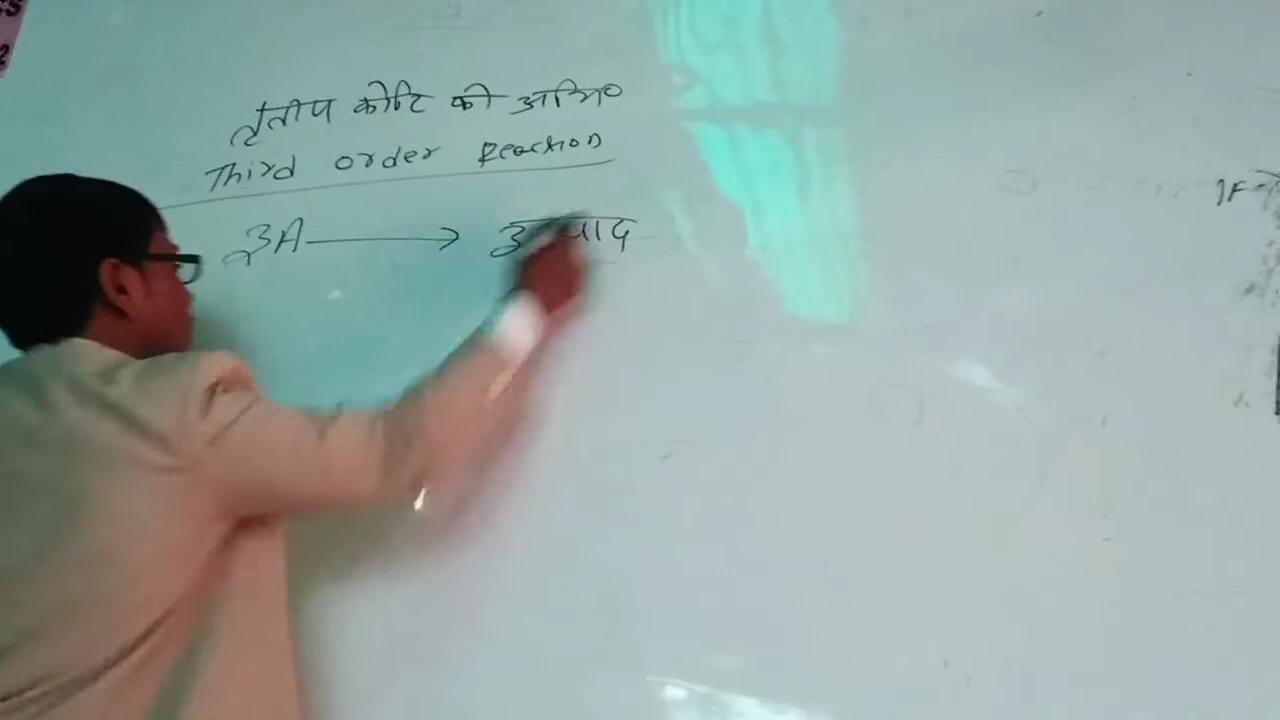 तृतीय कोटि की अभि०
Third order Reaction
3A → उत्पाद